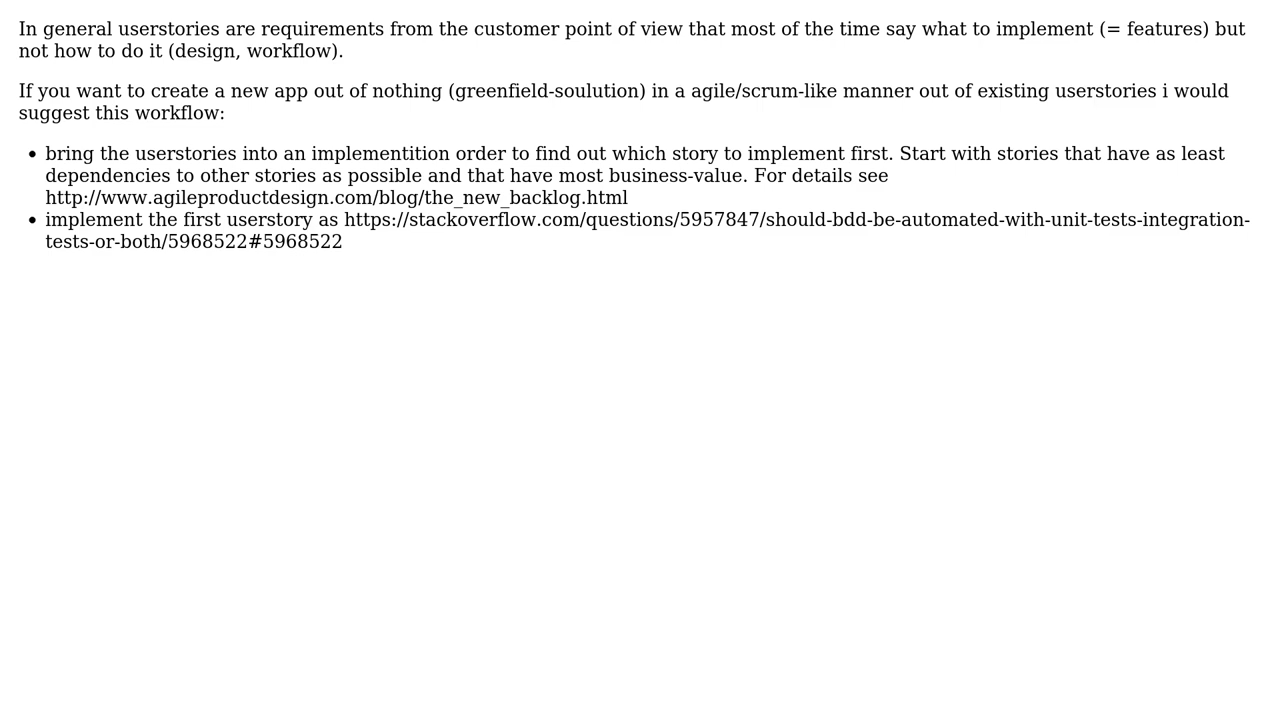 In general userstories are requirements from the customer point of view that most of the time say what to implement (= features) but
not how to do it (design, workflow).
If you want to create a new app out of nothing (greenfield-soulution) in a agile/scrum-like manner out of existing userstories i would
suggest this workflow:
• bring the userstories into an implementition order to find out which story to implement first. Start with stories that have as least
dependencies to other stories as possible and that have most business-value. For details see
http://www.agileproductdesign.com/blog/the_new_backlog.html
• implement the first userstory as https://stackoverflow.com/questions/5957847/should-bdd-be-automated-with-unit-tests-integration-
tests-or-both/5968522#5968522